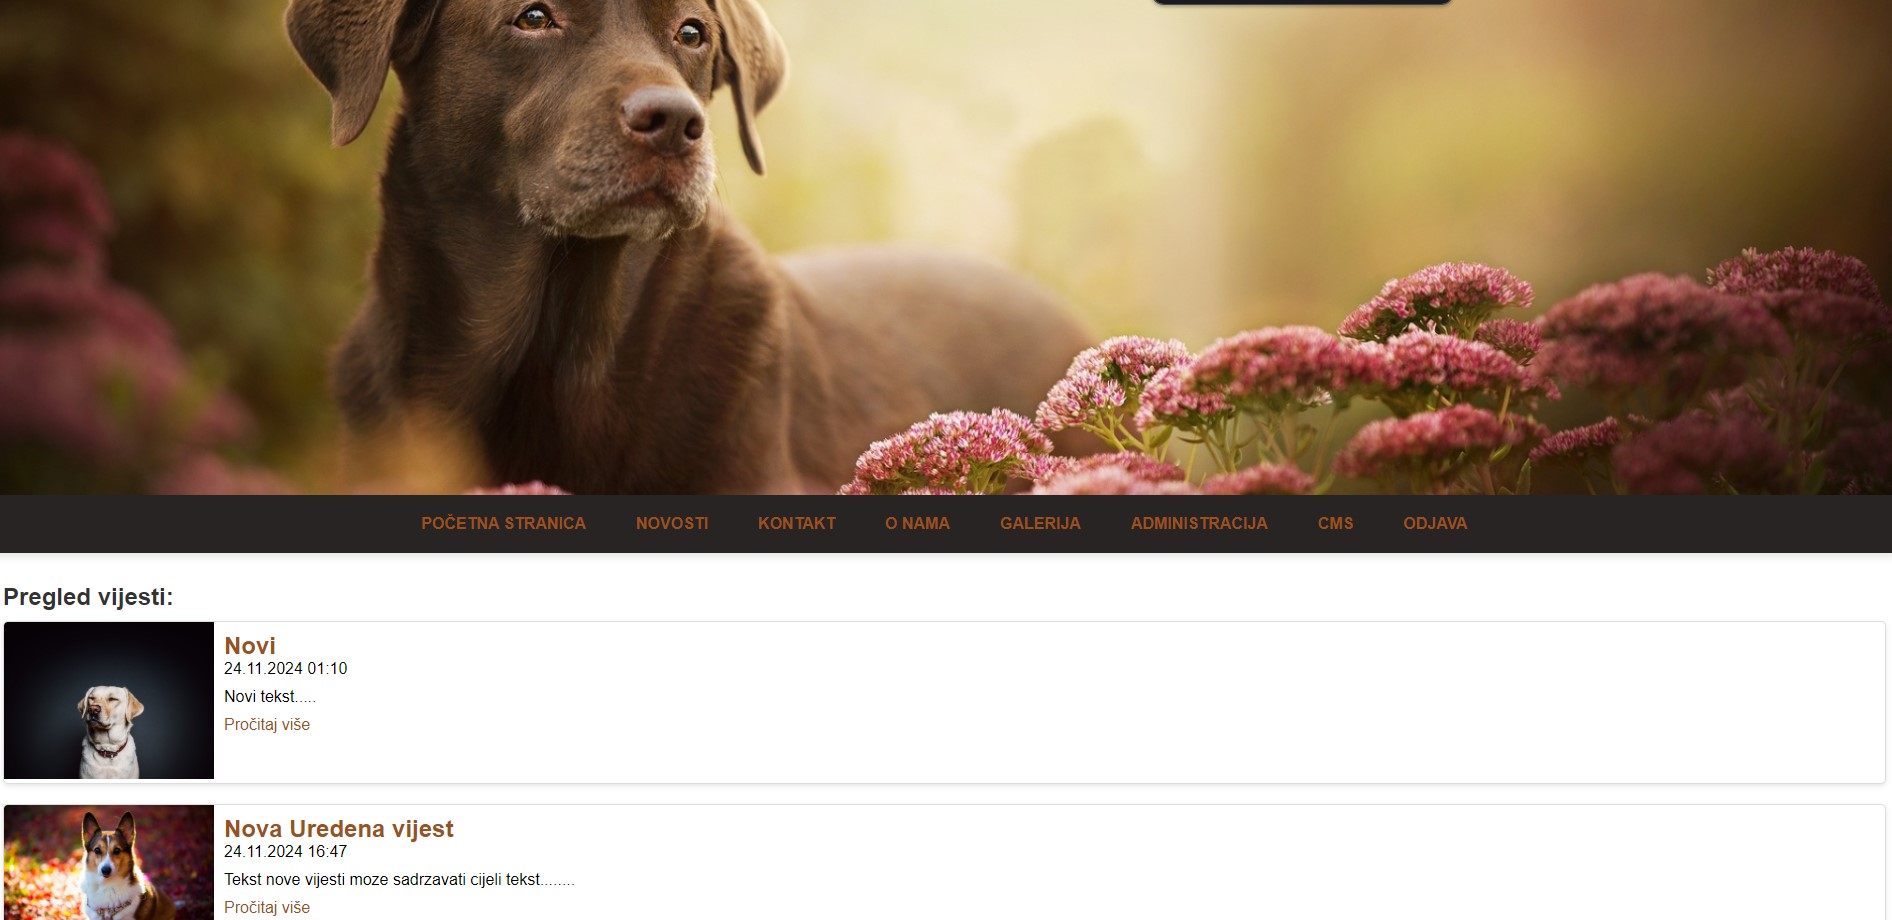 POČETNA STRANICA NOVOSTI KONTAKT O NAMA GALERIJA ADMINISTRACIJA CMS ODJAVA
Pregled vijesti:
Novi
24.11.2024 01:10
Novi tekst.....
Pročitaj više
Nova Uredena vijest
24.11.2024 16:47
Tekst nove vijesti moze sadrzavati cijeli tekst........
Pročitaj više